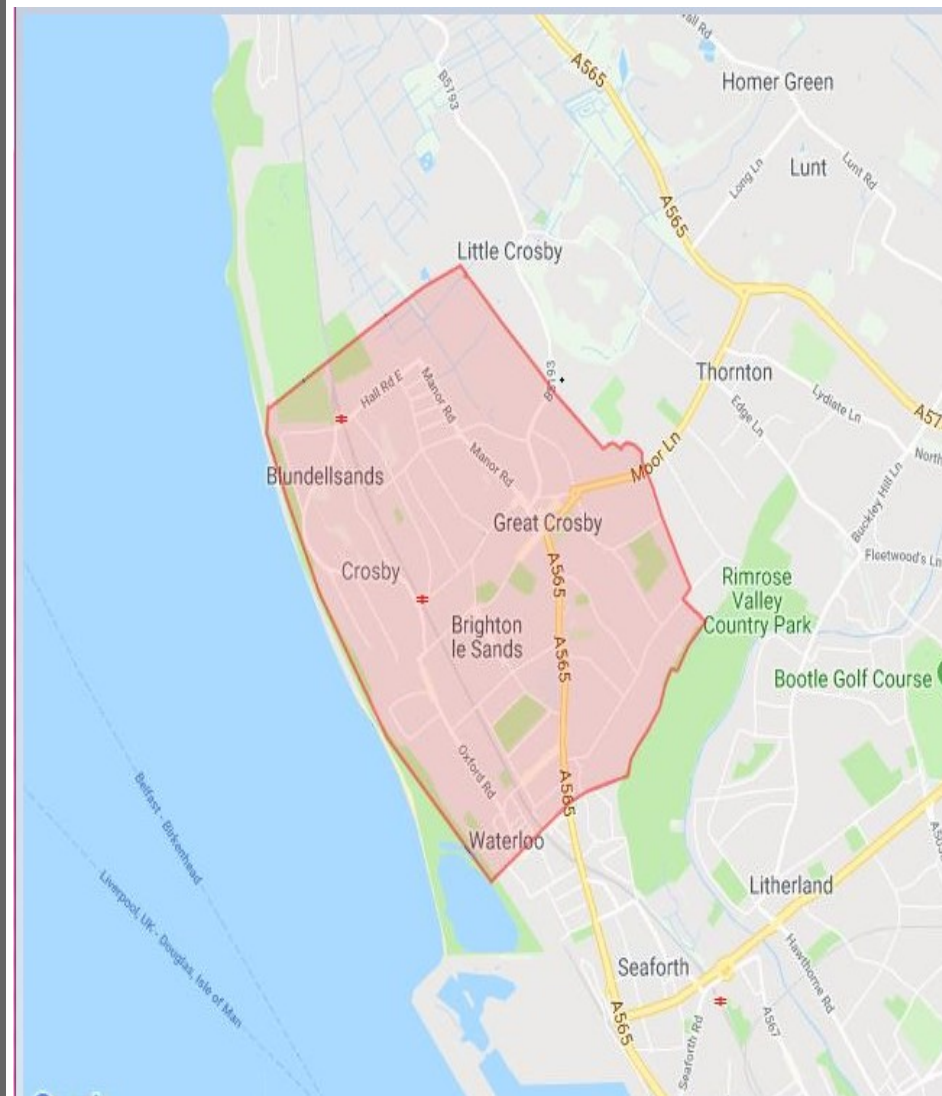 all Rd
A565
Homer Green
B5193
Lunt
Long Ln
Lunt Rd
A565
Little Crosby
Thornton
B5193
Hall Rd E
Manor Rd
Edge Ln
Lydiate Ln
A57
Moor Ln
North
Manor Rd
Blundellsands
Buckley Hill Ln
Great Crosby
Fleetwood's Ln
Crosby
A565
Rimrose
Valley
Country Park
Brighton
le Sands
A565
Bootle Golf Course
Oxford Rd
A565
Belfast - Birkenhead
Waterloo
Litherland
Liverpool, UK - Douglas, Isle of Man
Hawthorne Rd
Seaforth
A565
Seaforth Rd
A567